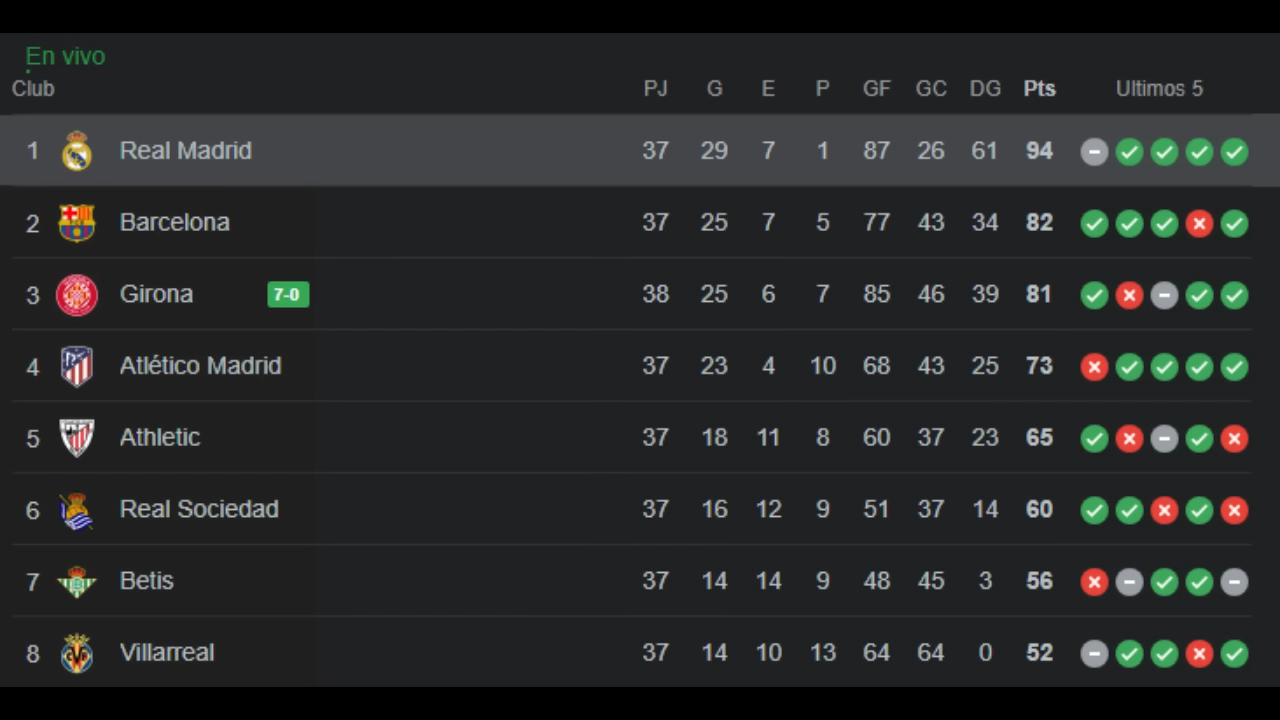 En vivo
Club PJ G E P GF GC DG Pts Ultimos 5
1 Real Madrid 37 29 7 1 87 26 61 94
2 Barcelona 37 25 7 5 77 43 34 82
3 Girona 7-0 38 25 6 7 85 46 39 81
4 Atlético Madrid 37 23 4 10 68 43 25 73
5 Athletic 37 18 11 8 60 37 23 65
6 Real Sociedad 37 16 12 9 51 37 14 60
7 Betis 37 14 14 9 48 45 3 56
8 Villarreal 37 14 10 13 64 64 0 52